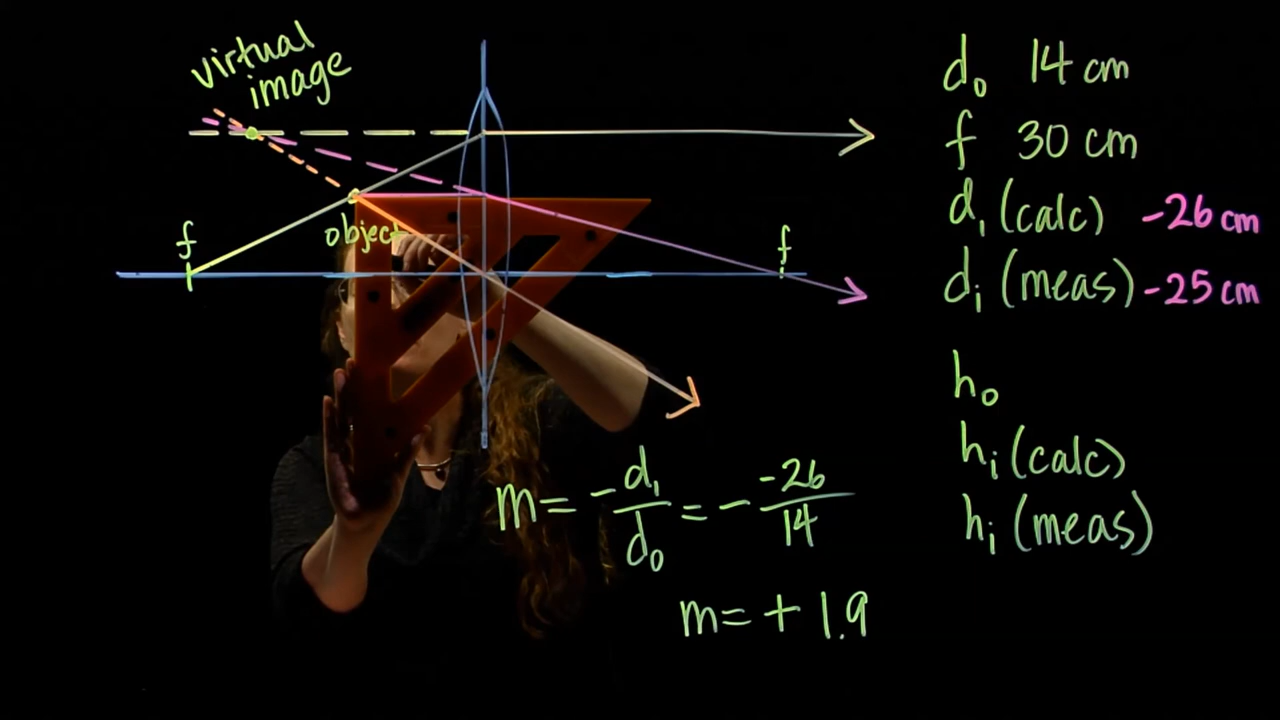 virtual
image
f
object
f
d₀ 14 cm
f 30 cm
dᵢ (calc) -26 cm
dᵢ (meas) -25 cm
h₀
hᵢ (calc)
hᵢ (meas)
m = - dᵢ/d₀ = - -26/14
m = + 1.9